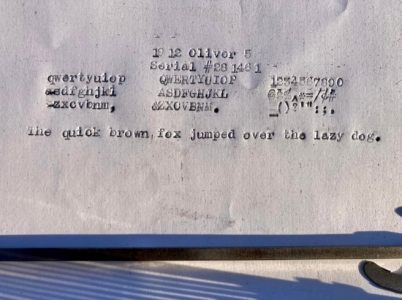 1912 Oliver 5
Serial #281461
qwertyuiop QWERTYUIOP 1234567890
asdfghjkl ASDFGHJKL
zxcvbnm, &ZXCVBNM.
The quick brown fox jumped over the lazy dog.